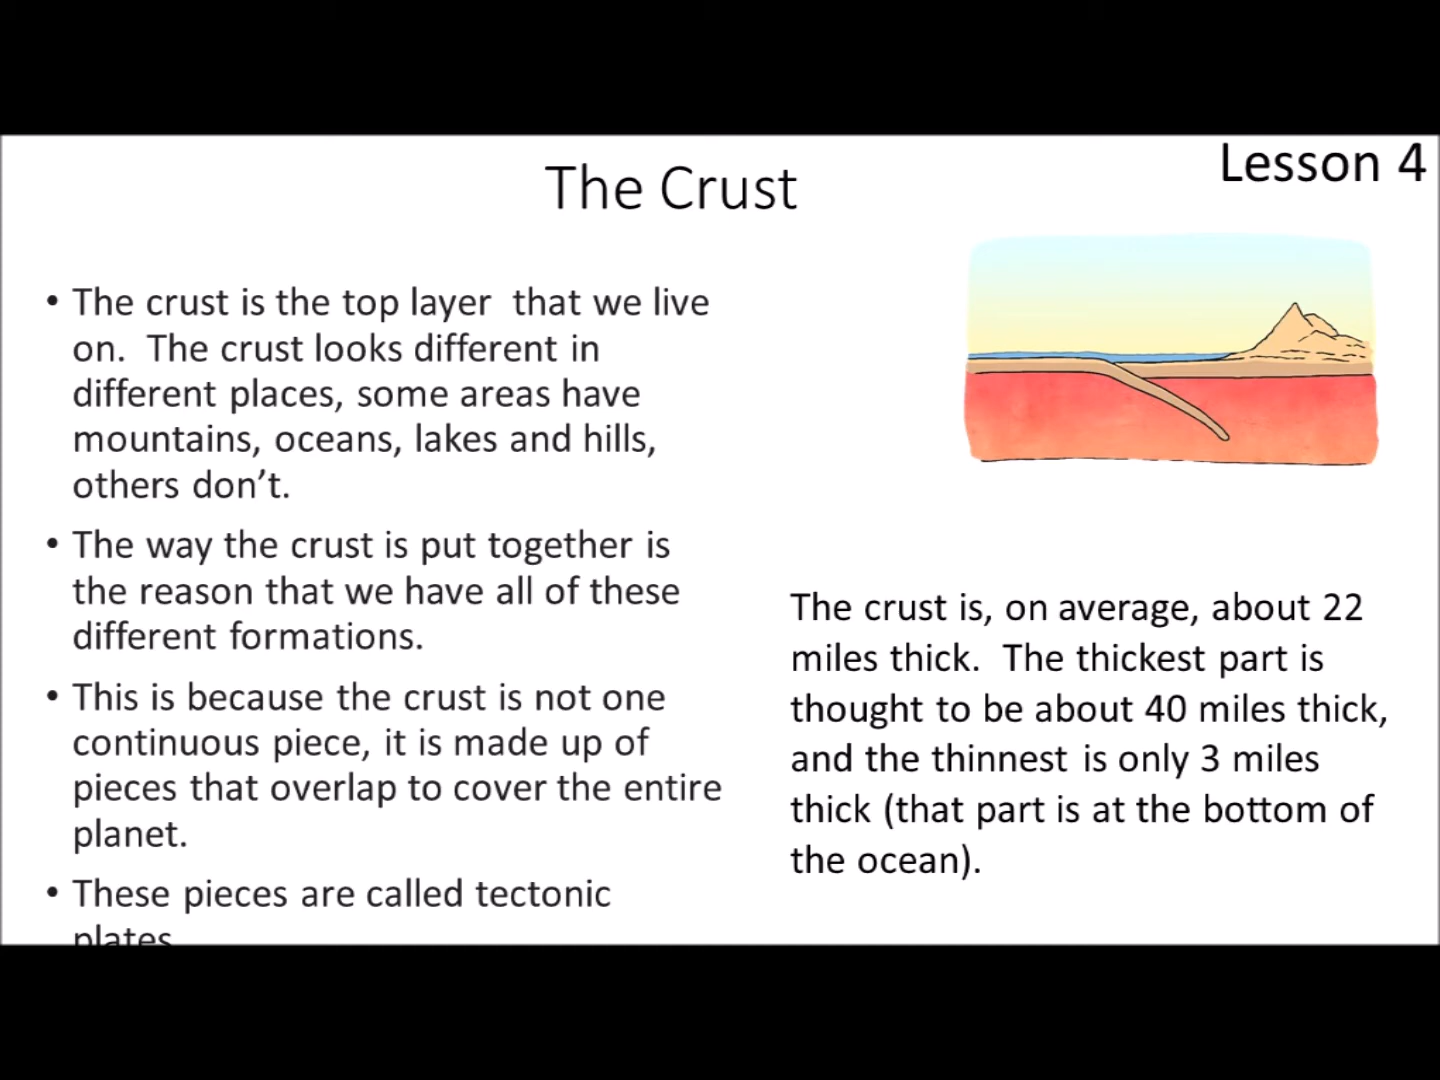 The Crust
Lesson 4
• The crust is the top layer  that we live
on.  The crust looks different in
different places, some areas have
mountains, oceans, lakes and hills,
others don’t.
• The way the crust is put together is
the reason that we have all of these
different formations.
• This is because the crust is not one
continuous piece, it is made up of
pieces that overlap to cover the entire
planet.
• These pieces are called tectonic
plates
The crust is, on average, about 22
miles thick.  The thickest part is
thought to be about 40 miles thick,
and the thinnest is only 3 miles
thick (that part is at the bottom of
the ocean).